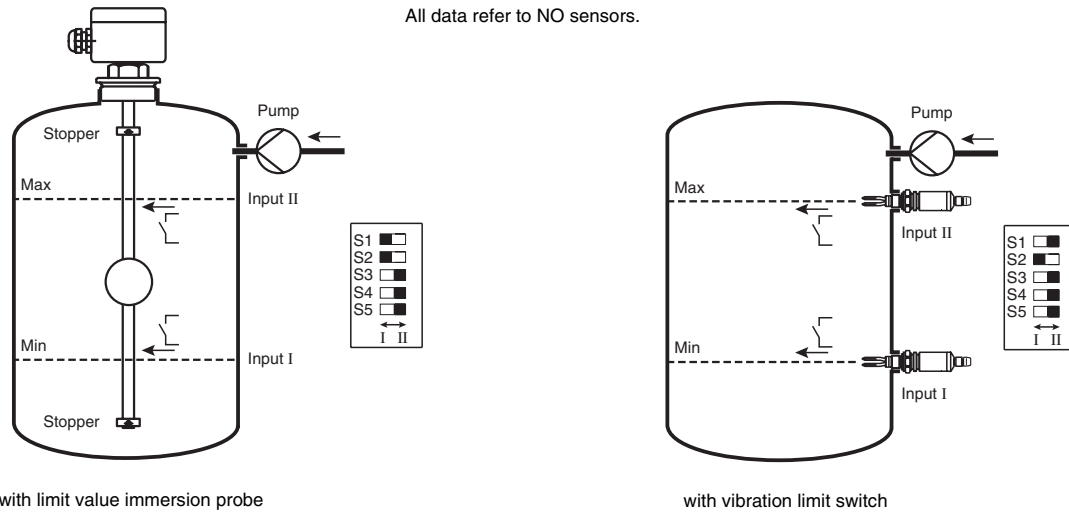 All data refer to NO sensors.
Pump
Stopper
Max
Input II
S1
S2
S3
S4
S5
I II
Min
Input I
Stopper
with limit value immersion probe
Pump
Max
Input II
S1
S2
S3
S4
S5
I II
Min
Input I
with vibration limit switch